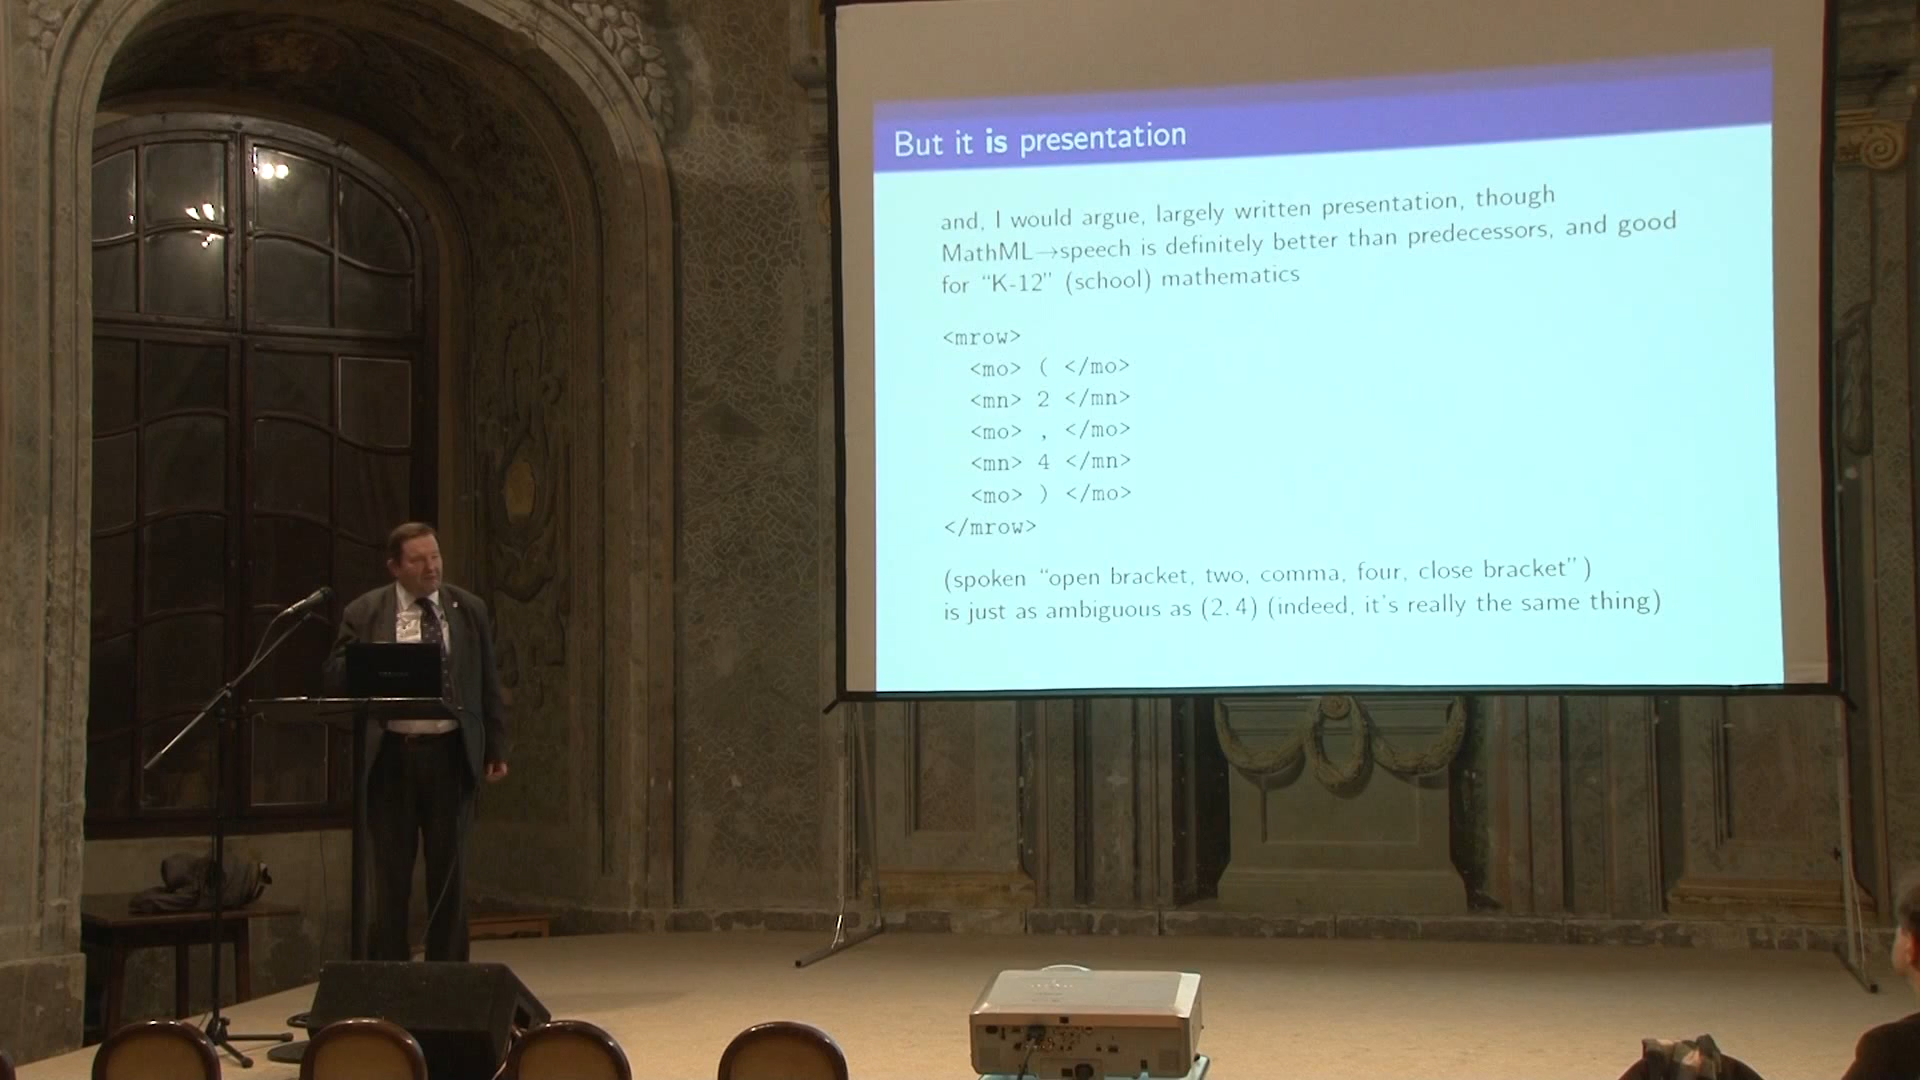 But it is presentation
and, I would argue, largely written presentation, though
MathML→speech is definitely better than predecessors, and good
for “K-12” (school) mathematics
<mrow>
<mo> ( </mo>
<mn> 2 </mn>
<mo> , </mo>
<mn> 4 </mn>
<mo> ) </mo>
</mrow>
(spoken “open bracket, two, comma, four, close bracket”)
is just as ambiguous as (2, 4) (indeed, it's really the same thing)